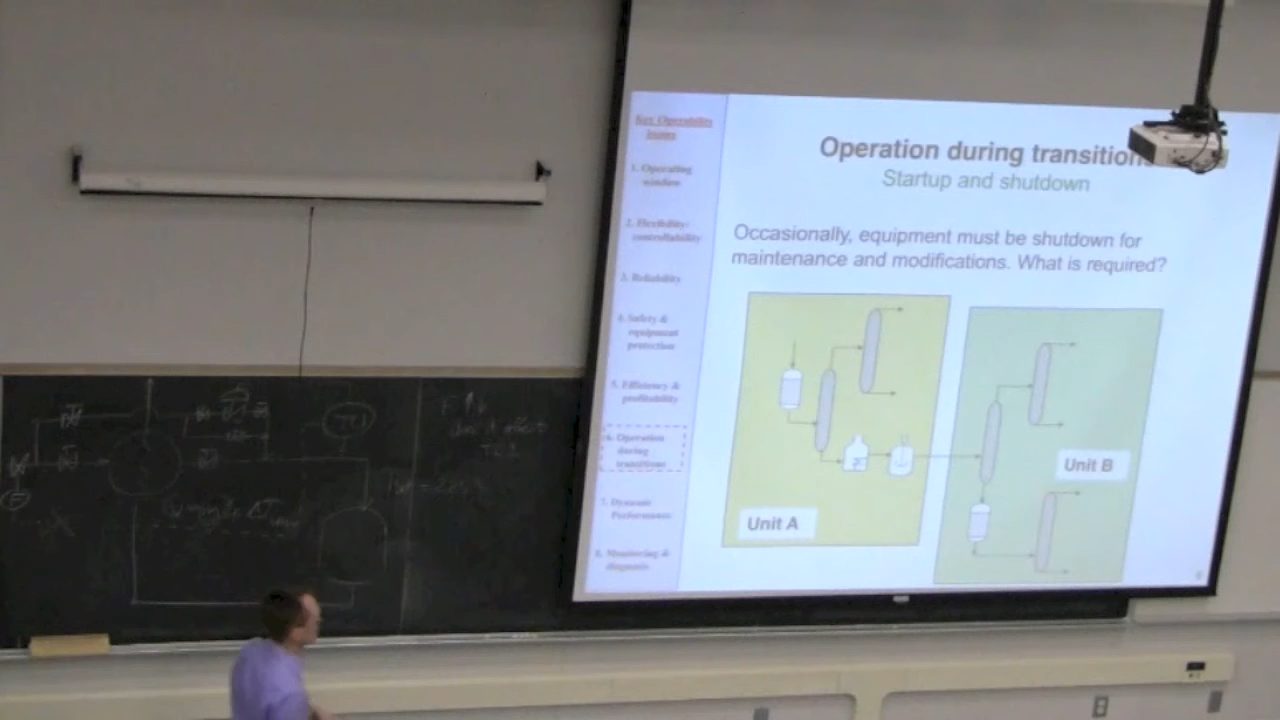 Key Operability
issues
1. Operating
window
2. Flexibility/
controllability
3. Reliability
4. Safety &
equipment
protection
5. Efficiency &
profitability
6. Operation
during
transitions
7. Dynamic
Performance
8. Monitoring &
diagnosis
Operation during transitions
Startup and shutdown
Occasionally, equipment must be shutdown for
maintenance and modifications. What is required?
Unit A
Unit B